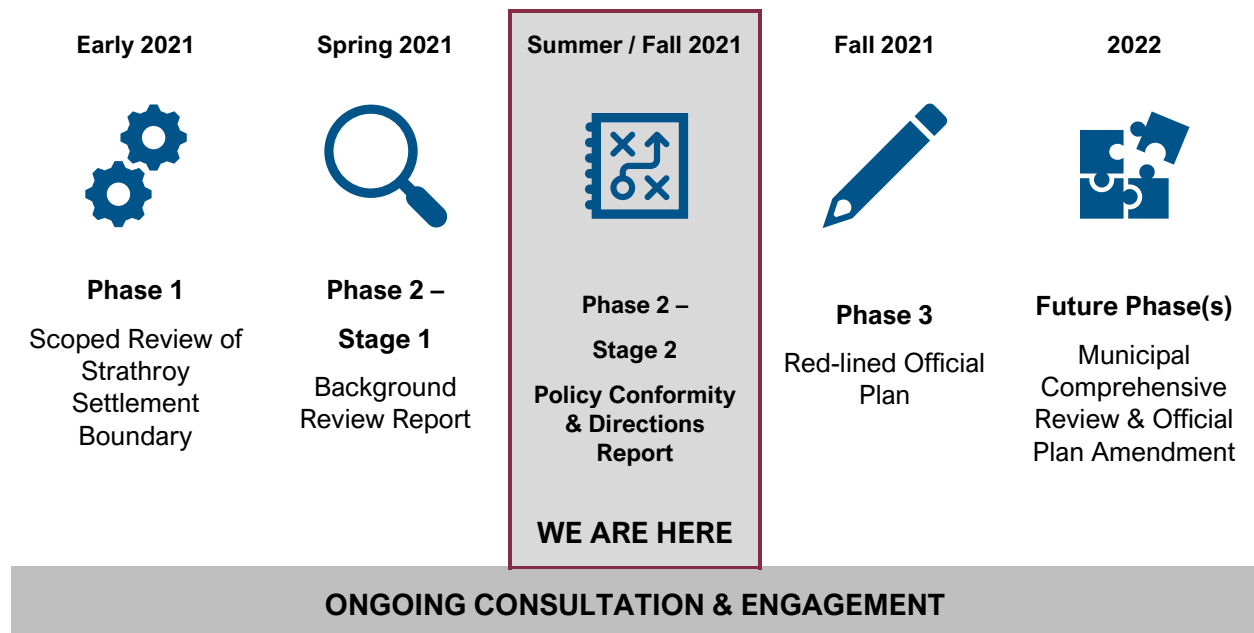 Early 2021
Phase 1
Scoped Review of
Strathroy
Settlement
Boundary
Spring 2021
Phase 2 –
Stage 1
Background
Review Report
Summer / Fall 2021
Phase 2 –
Stage 2
Policy Conformity
& Directions
Report
WE ARE HERE
Fall 2021
Phase 3
Red-lined Official
Plan
2022
Future Phase(s)
Municipal
Comprehensive
Review & Official
Plan Amendment
ONGOING CONSULTATION & ENGAGEMENT